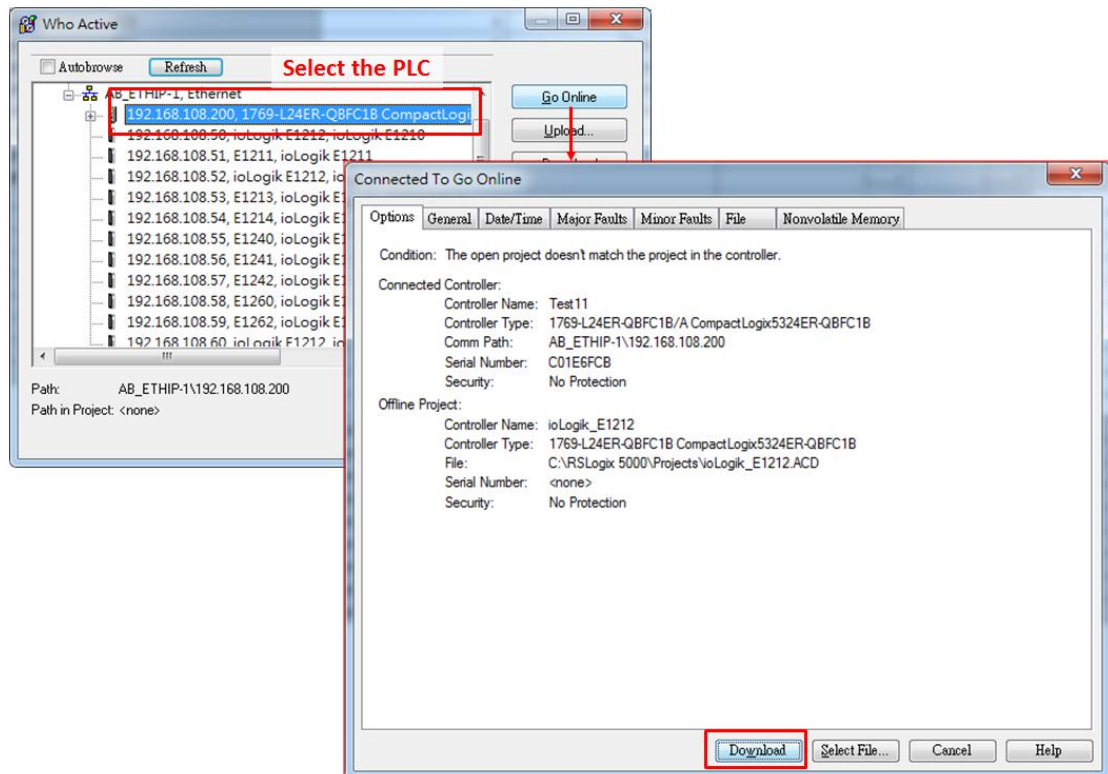 Who Active
Autobrowse Refresh
Select the PLC
AB_ETHIP-1, Ethernet
192.168.108.200, 1769-L24ER-QBFC1B CompactLogi
192.168.108.50, ioLogik E1212, ioLogik E1210
192.168.108.51, E1211, ioLogik E1211
192.168.108.52, ioLogik E1212, io
192.168.108.53, E1213, ioLogik E1
192.168.108.54, E1214, ioLogik E1
192.168.108.55, E1240, ioLogik E1
192.168.108.56, E1241, ioLogik E1
192.168.108.57, E1242, ioLogik E1
192.168.108.58, E1260, ioLogik E1
192.168.108.59, E1262, ioLogik E1
192.168.108.60, ioLogik E1212, io
Go Online
Upload...
Path: AB_ETHIP-1\192.168.108.200
Path in Project: <none>
Connected To Go Online
Options General Date/Time Major Faults Minor Faults File Nonvolatile Memory
Condition: The open project doesn't match the project in the controller.
Connected Controller:
Controller Name: Test11
Controller Type: 1769-L24ER-QBFC1B/A CompactLogix5324ER-QBFC1B
Comm Path: AB_ETHIP-1\192.168.108.200
Serial Number: C01E6FCB
Security: No Protection
Offline Project:
Controller Name: ioLogik_E1212
Controller Type: 1769-L24ER-QBFC1B CompactLogix5324ER-QBFC1B
File: C:\RSLogix 5000\Projects\ioLogik_E1212.ACD
Serial Number: <none>
Security: No Protection
Download Select File... Cancel Help